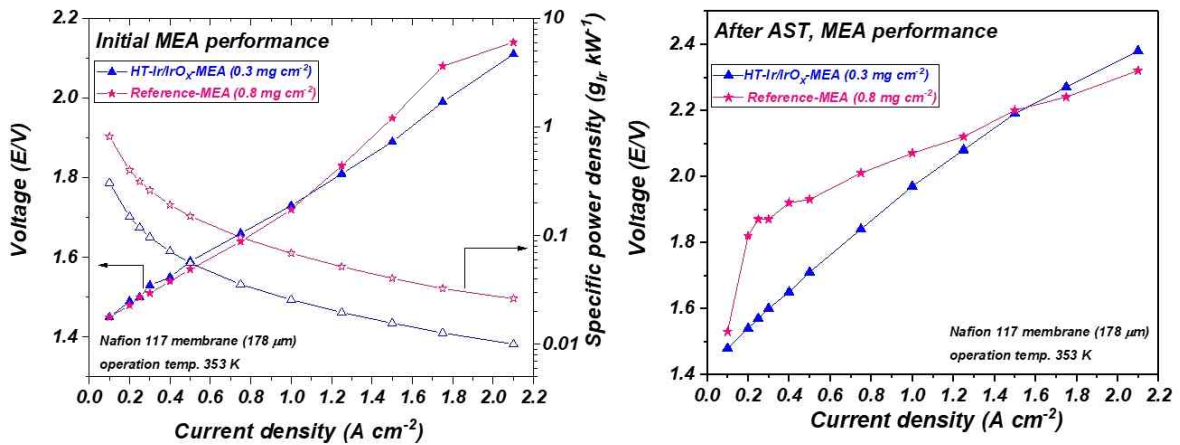 Initial MEA performance
HT-Ir/IrOx-MEA (0.3 mg cm-2)
Reference-MEA (0.8 mg cm-2)
Voltage (E/V)
2.2
2.0
1.8
1.6
1.4
Nafion 117 membrane (178 μm)
operation temp. 353 K
0.0 0.2 0.4 0.6 0.8 1.0 1.2 1.4 1.6 1.8 2.0 2.2
Current density (A cm-2)
10
1
0.1
0.01
Specific power density (gIr kW-1)
After AST, MEA performance
HT-Ir/IrOx-MEA (0.3 mg cm-2)
Reference-MEA (0.8 mg cm-2)
Voltage (E/V)
2.4
2.2
2.0
1.8
1.6
1.4
Nafion 117 membrane (178 μm)
operation temp. 353 K
0.0 0.2 0.4 0.6 0.8 1.0 1.2 1.4 1.6 1.8 2.0 2.2
Current density (A cm-2)